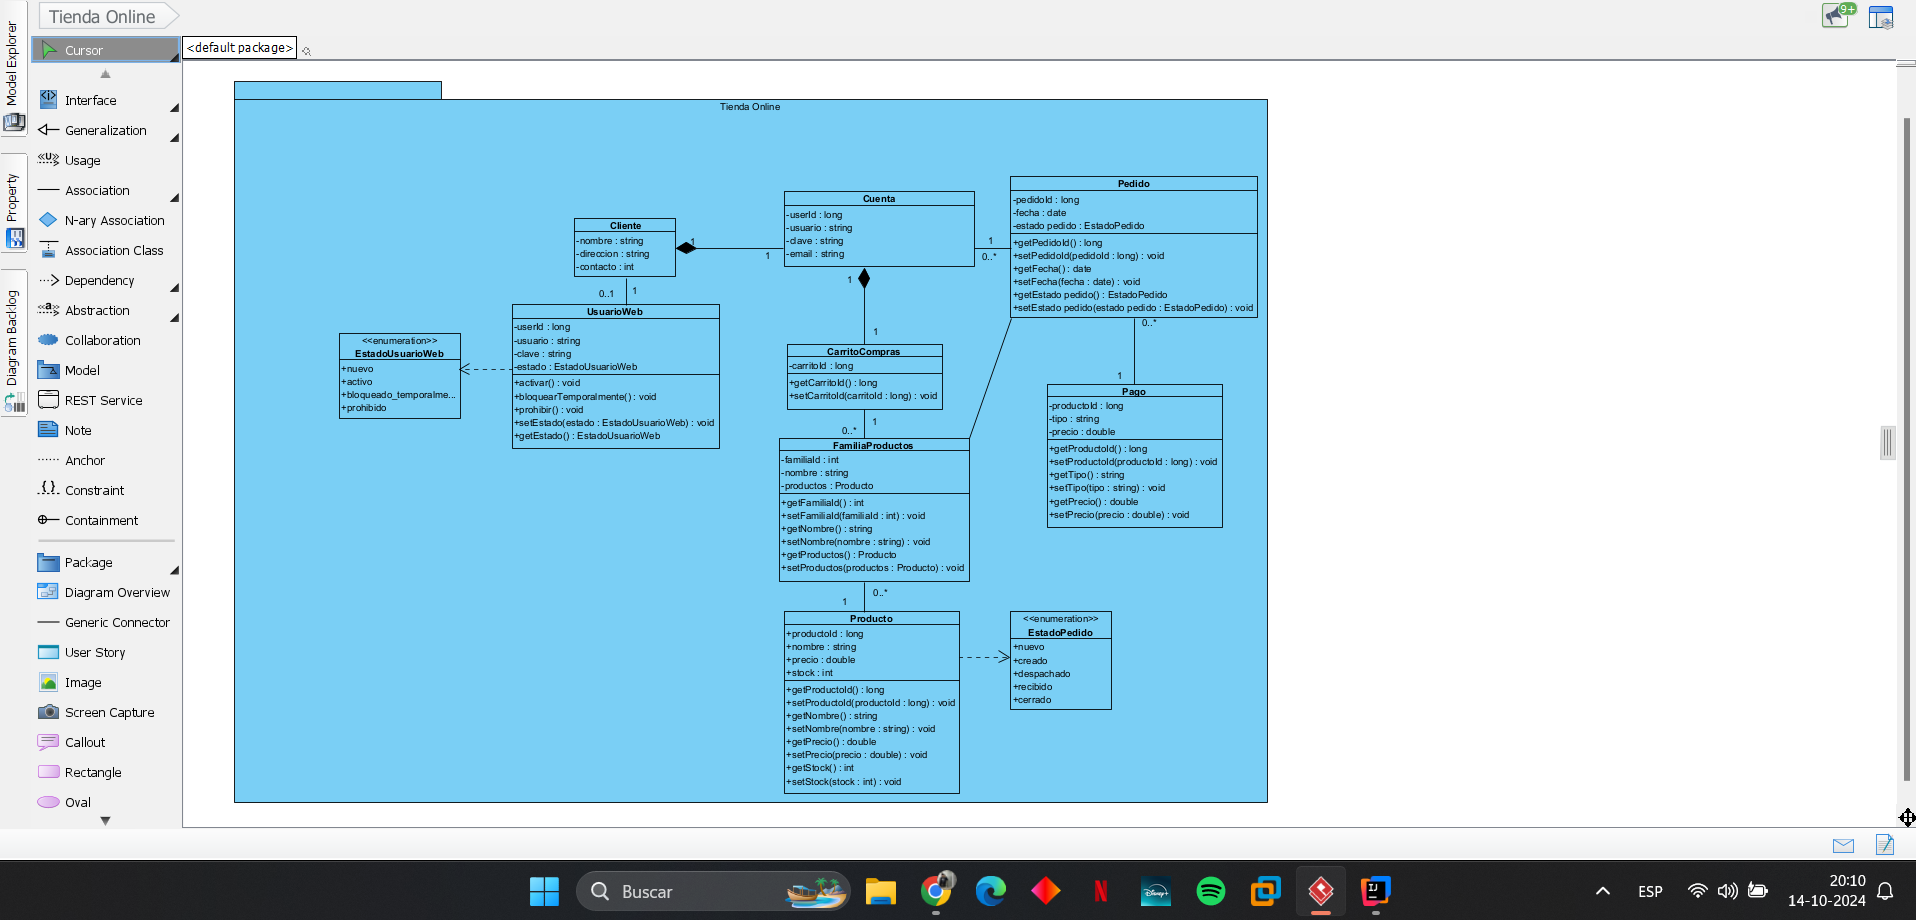 Tienda Online
9+
Model Explorer
Property
Diagram Backlog
Cursor
<default package>
Interface
Generalization
Usage
Association
N-ary Association
Association Class
Dependency
Abstraction
Collaboration
Model
REST Service
Note
Anchor
Constraint
Containment
Package
Diagram Overview
Generic Connector
User Story
Image
Screen Capture
Callout
Rectangle
Oval
Tienda Online
Cliente
-nombre : string
-direccion : string
-contacto : int
1
1
0..1
1
Cuenta
-userId : long
-usuario : string
-clave : string
-email : string
1
0..*
1
1
Pedido
-pedidoId : long
-fecha : date
-estado pedido : EstadoPedido
+getPedidoId() : long
+setPedidoId(pedidoId : long) : void
+getFecha() : date
+setFecha(fecha : date) : void
+getEstado pedido() : EstadoPedido
+setEstado pedido(estado pedido : EstadoPedido) : void
0..*
1
UsuarioWeb
-userId : long
-usuario : string
-clave : string
-estado : EstadoUsuarioWeb
+activar() : void
+bloquearTemporalmente() : void
+prohibir() : void
+setEstado(estado : EstadoUsuarioWeb) : void
+getEstado() : EstadoUsuarioWeb
<<enumeration>>
EstadoUsuarioWeb
+nuevo
+activo
+bloqueado_temporalme...
+prohibido
CarritoCompras
-carritoId : long
+getCarritoId() : long
+setCarritoId(carritoId : long) : void
1
0..*
Pago
-productoId : long
-tipo : string
-precio : double
+getProductoId() : long
+setProductoId(productoId : long) : void
+getTipo() : string
+setTipo(tipo : string) : void
+getPrecio() : double
+setPrecio(precio : double) : void
FamiliaProductos
-familiaId : int
-nombre : string
-productos : Producto
+getFamiliaId() : int
+setFamiliaId(familiaId : int) : void
+getNombre() : string
+setNombre(nombre : string) : void
+getProductos() : Producto
+setProductos(productos : Producto) : void
0..*
1
Producto
+productoId : long
+nombre : string
+precio : double
+stock : int
+getProductoId() : long
+setProductoId(productoId : long) : void
+getNombre() : string
+setNombre(nombre : string) : void
+getPrecio() : double
+setPrecio(precio : double) : void
+getStock() : int
+setStock(stock : int) : void
<<enumeration>>
EstadoPedido
+nuevo
+creado
+despachado
+recibido
+cerrado
Buscar
N
Disney+
IJ
ESP
20:10
14-10-2024